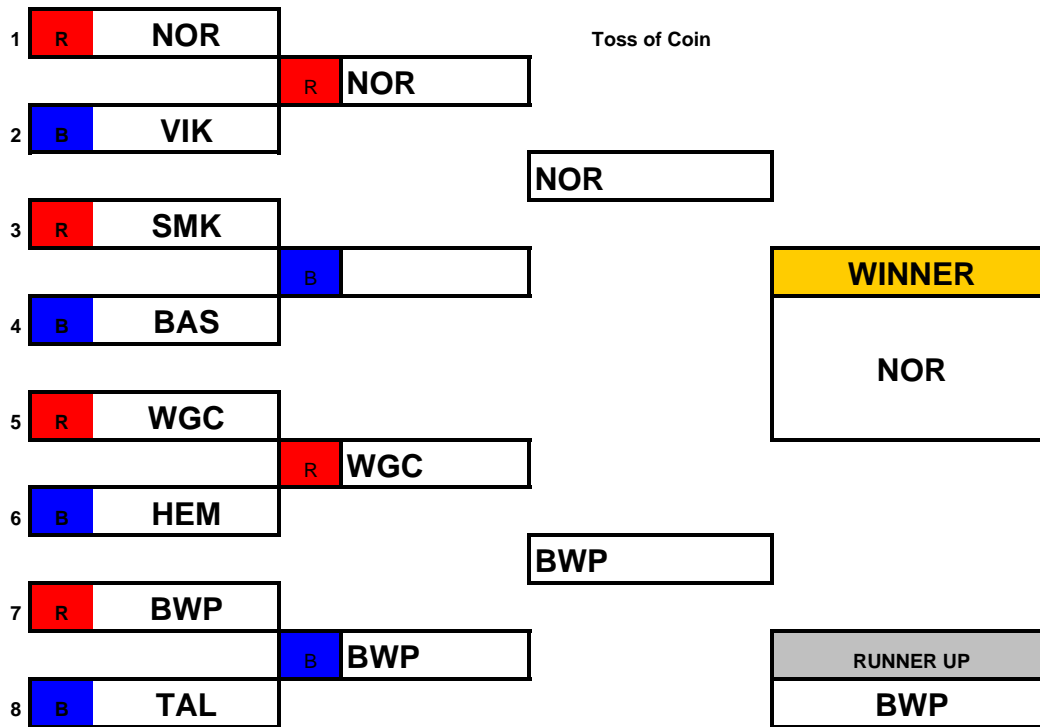 1 R NOR Toss of Coin
R NOR
2 B VIK
NOR
3 R SMK
B WINNER
4 B BAS
NOR
5 R WGC
R WGC
6 B HEM
BWP
7 R BWP
B BWP RUNNER UP
8 B TAL BWP